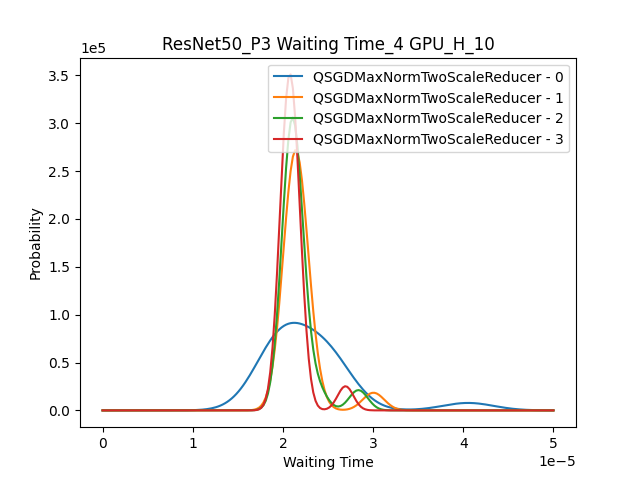 ResNet50_P3 Waiting Time_4 GPU_H_10
1e5
QSGDMaxNormTwoScaleReducer - 0
QSGDMaxNormTwoScaleReducer - 1
QSGDMaxNormTwoScaleReducer - 2
QSGDMaxNormTwoScaleReducer - 3
3.5
3.0
2.5
2.0
1.5
1.0
0.5
0.0
Probability
0 1 2 3 4 5
Waiting Time
1e−5